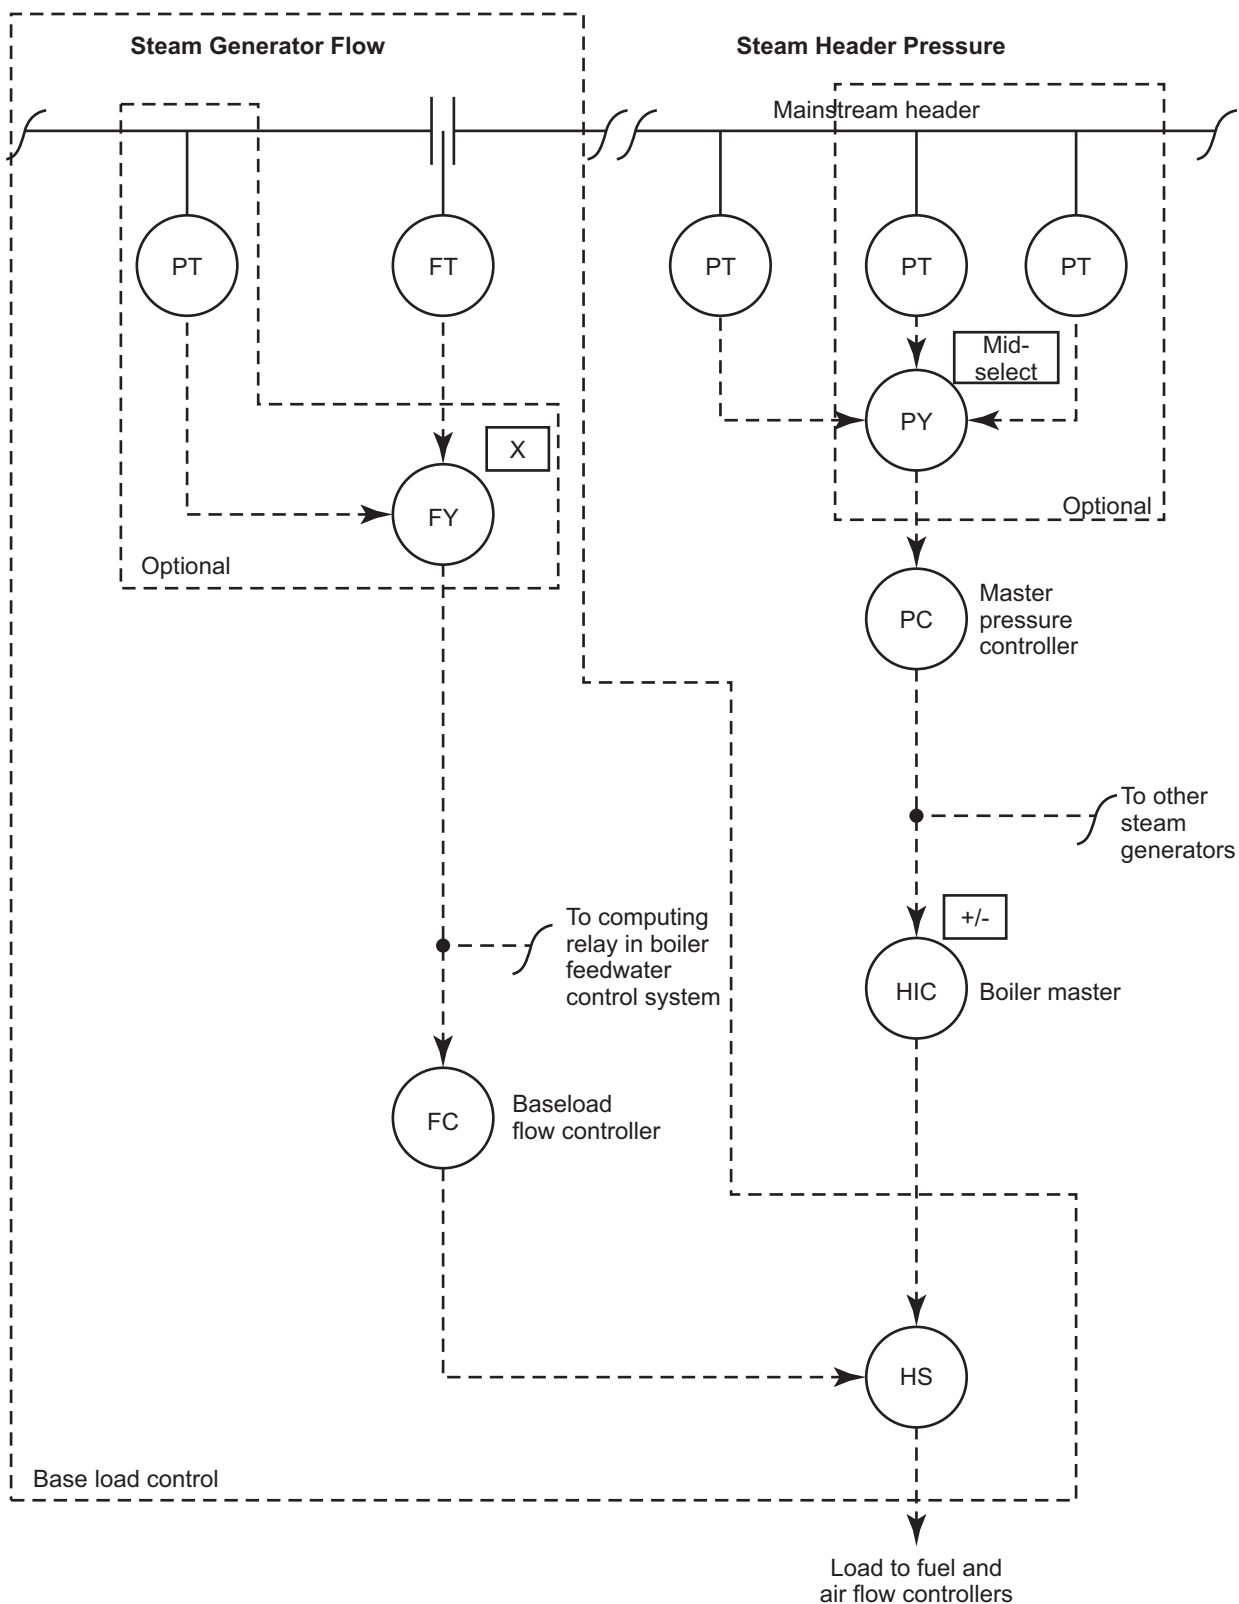 Steam Generator Flow
Steam Header Pressure
Mainstream header
PT
FT
PT
PT
PT
Mid-
select
PY
X
FY
Optional
Optional
PC
Master
pressure
controller
To other
steam
generators
+/-
To computing
relay in boiler
feedwater
control system
HIC
Boiler master
FC
Baseload
flow controller
HS
Base load control
Load to fuel and
air flow controllers